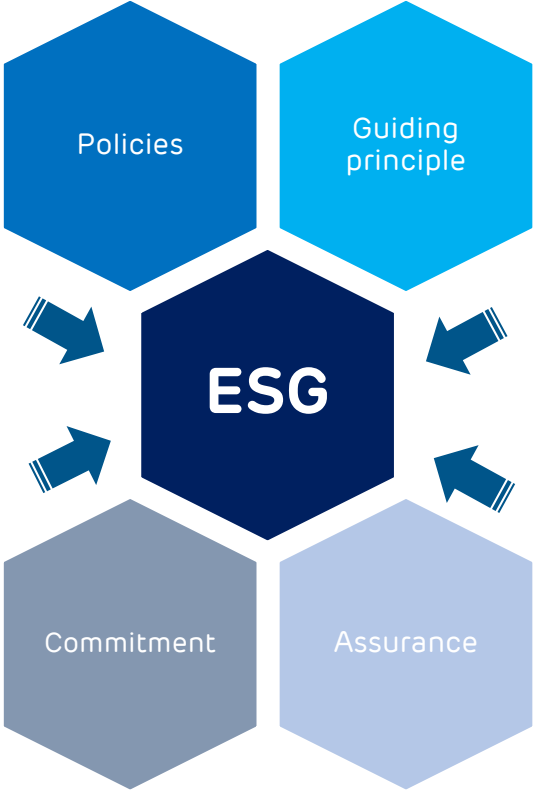 Policies
Guiding
principle
ESG
Commitment
Assurance